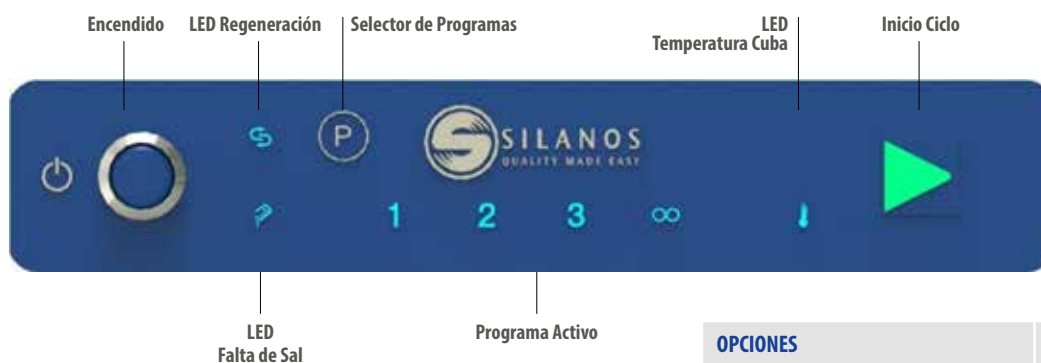 Encendido
LED Regeneración
Selector de Programas
LED
Temperatura Cuba
Inicio Ciclo
P
SILANOS
QUALITY MADE EASY
1 2 3 ∞
LED
Falta de Sal
Programa Activo
OPCIONES